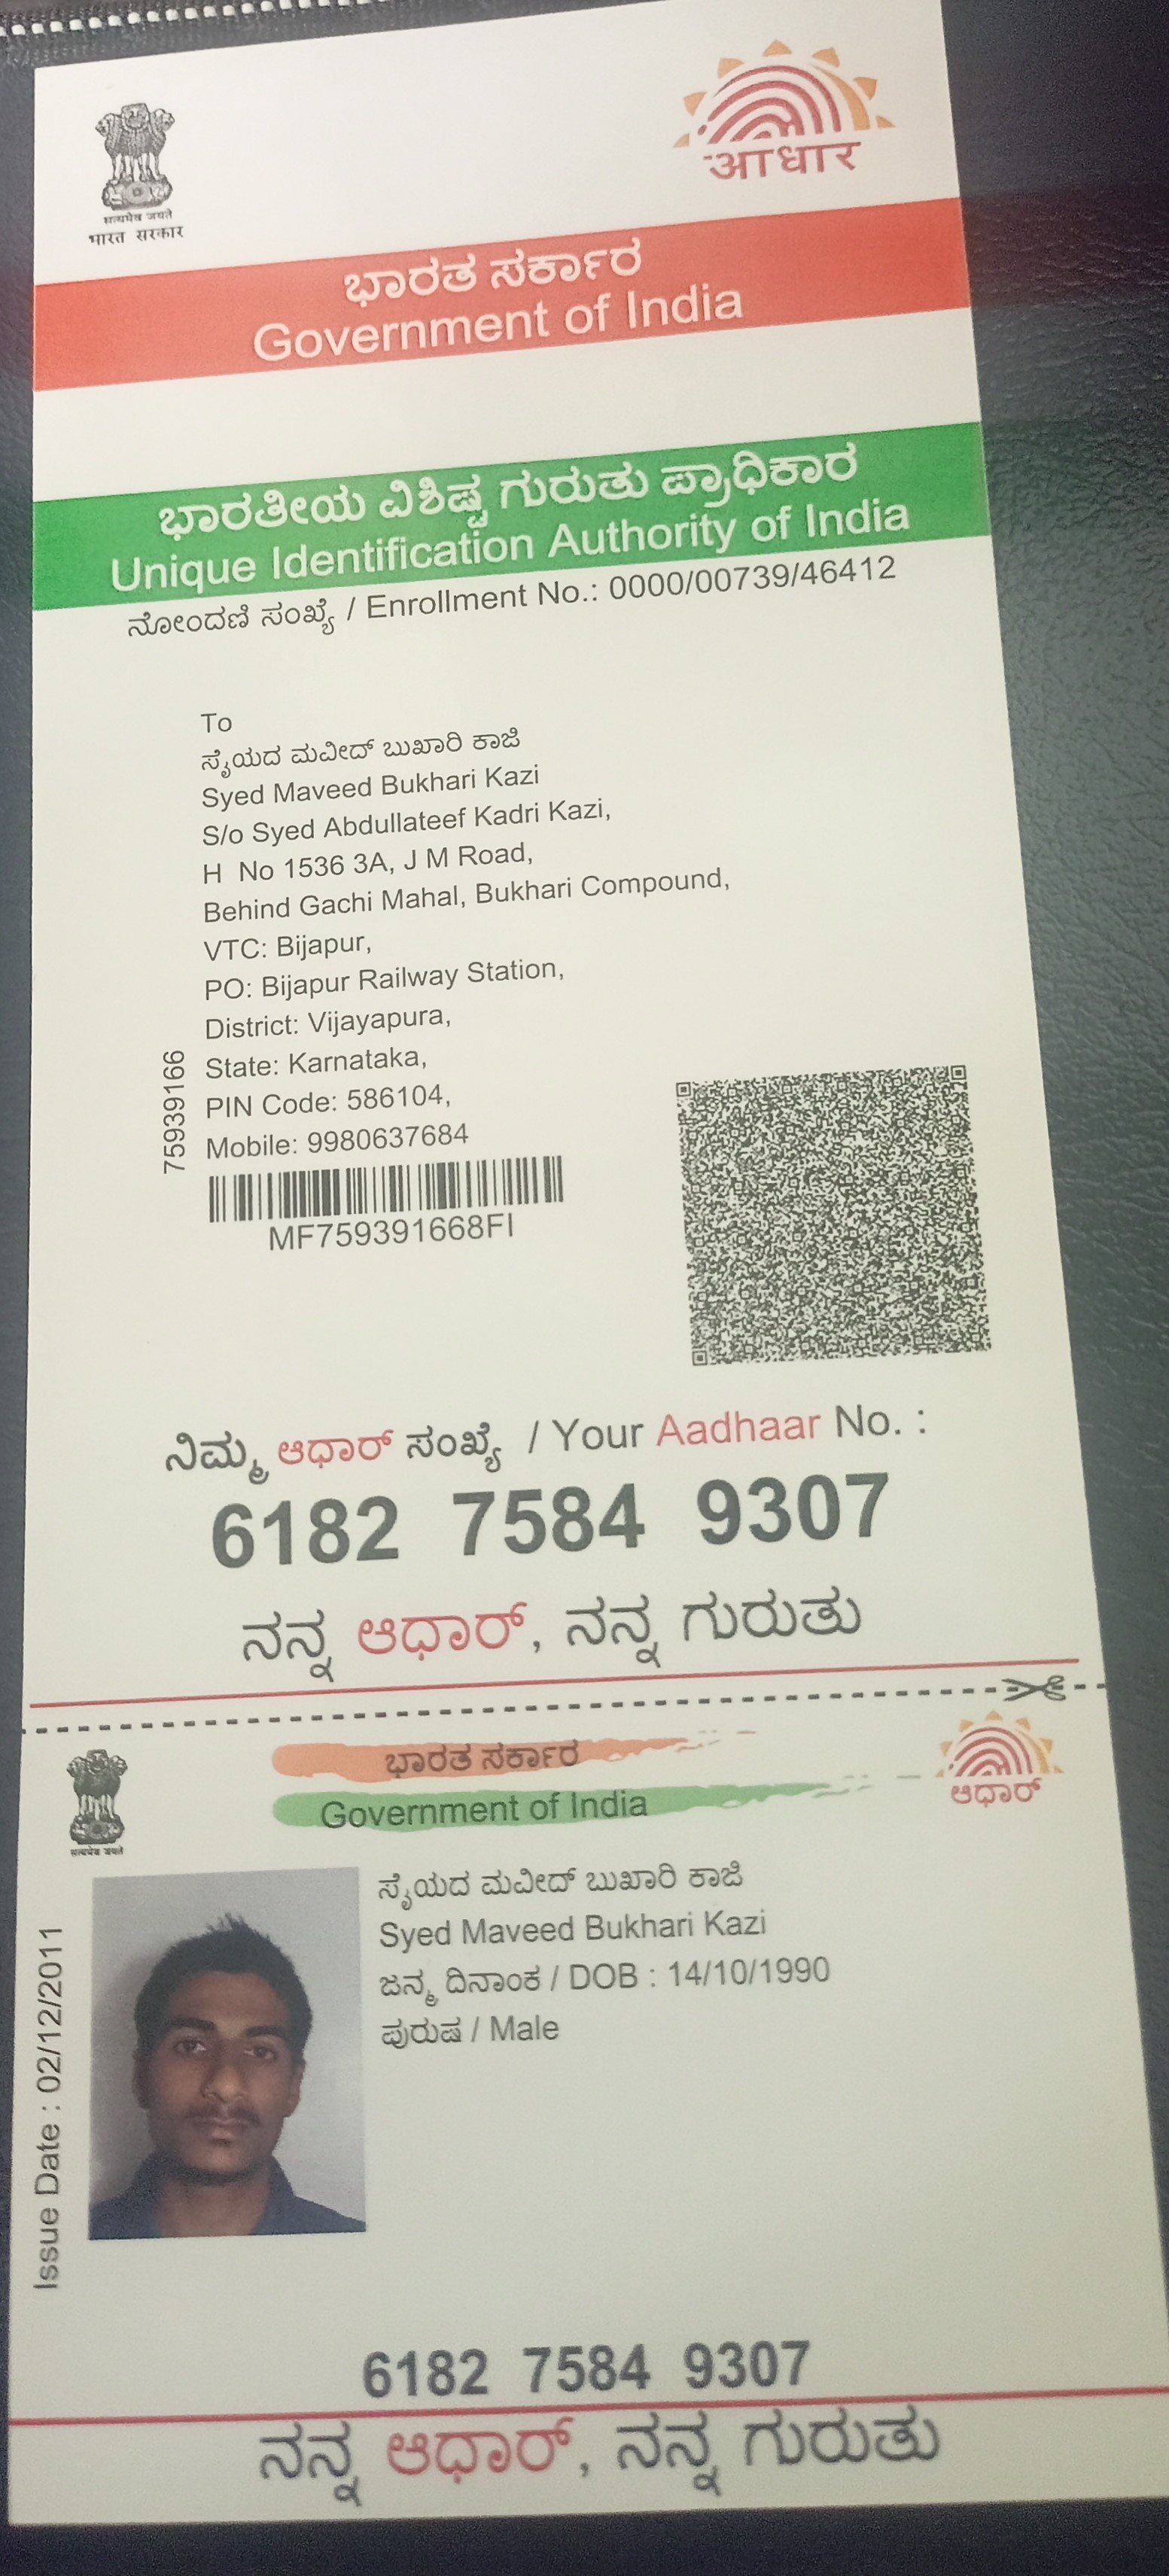 सत्यमेव जयते
भारत सरकार
आधार
ಭಾರತ ಸರ್ಕಾರ
Government of India
ಭಾರತೀಯ ವಿಶಿಷ್ಟ ಗುರುತು ಪ್ರಾಧಿಕಾರ
Unique Identification Authority of India
ನೋಂದಣಿ ಸಂಖ್ಯೆ / Enrollment No.: 0000/00739/46412
To
ಸೈಯದ ಮವೀದ್ ಬುಖಾರಿ ಕಾಜಿ
Syed Maveed Bukhari Kazi
S/o Syed Abdullateef Kadri Kazi,
H No 1536 3A, J M Road,
Behind Gachi Mahal, Bukhari Compound,
VTC: Bijapur,
PO: Bijapur Railway Station,
District: Vijayapura,
State: Karnataka,
PIN Code: 586104,
Mobile: 9980637684
75939166
MF759391668FI
ನಿಮ್ಮ ಆಧಾರ್ ಸಂಖ್ಯೆ / Your Aadhaar No. :
6182 7584 9307
ನನ್ನ ಆಧಾರ್, ನನ್ನ ಗುರುತು
ಭಾರತ ಸರ್ಕಾರ
Government of India
सत्यमेव जयते
ಆಧಾರ್
ಸೈಯದ ಮವೀದ್ ಬುಖಾರಿ ಕಾಜಿ
Syed Maveed Bukhari Kazi
ಜನ್ಮ ದಿನಾಂಕ / DOB : 14/10/1990
ಪುರುಷ / Male
Issue Date : 02/12/2011
6182 7584 9307
ನನ್ನ ಆಧಾರ್, ನನ್ನ ಗುರುತು